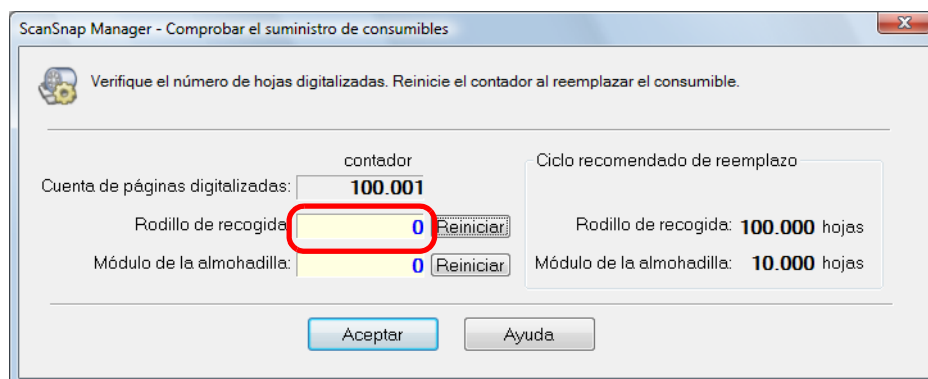 ScanSnap Manager - Comprobar el suministro de consumibles
Verifique el número de hojas digitalizadas. Reinicie el contador al reemplazar el consumible.
contador
Ciclo recomendado de reemplazo
Cuenta de páginas digitalizadas: 100.001
Rodillo de recogida 0 Reiniciar
Rodillo de recogida: 100.000 hojas
Módulo de la almohadilla: 0 Reiniciar
Módulo de la almohadilla: 10.000 hojas
Aceptar
Ayuda